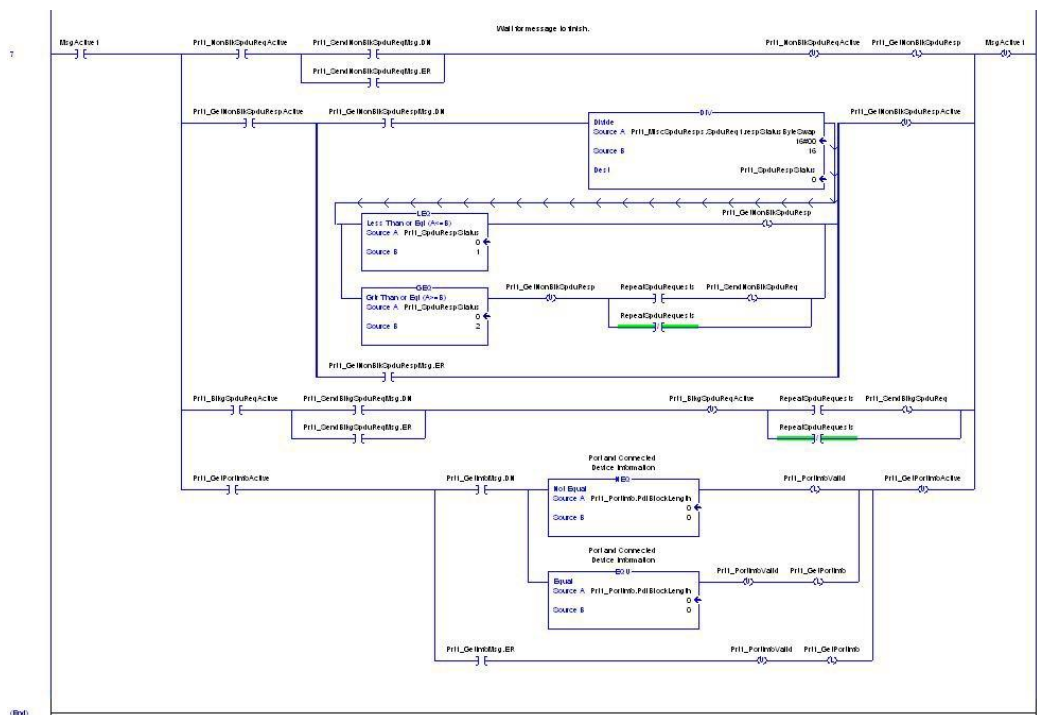 Wait for message to finish.
MsgActive1 Prt1_NonBlkSpduReqActive Prt1_SendNonBlkSpduReqMsg.DN Prt1_NonBlkSpduReqActive Prt1_GetNonBlkSpduResp MsgActive1
7 U L U
Prt1_SendNonBlkSpduReqMsg.ER
Prt1_GetNonBlkSpduRespActive Prt1_GetNonBlkSpduRespMsg.DN DIV Prt1_GetNonBlkSpduRespActive
Divide U
Source A Prt1_MiscSpduResps.SpduReq1.respStatusByteSwap
16#00
Source B 16
Dest Prt1_SpduRespStatus
0
LEQ Prt1_GetNonBlkSpduResp
Less Than or Eql (A<=B) L
Source A Prt1_SpduRespStatus
0
Source B 1
GEQ Prt1_GetNonBlkSpduResp RepeatSpduRequests Prt1_SendNonBlkSpduReq
Grtr Than or Eql (A>=B) U L
Source A Prt1_SpduRespStatus
0 RepeatSpduRequests
Source B 2
Prt1_GetNonBlkSpduRespMsg.ER
Prt1_BlkgSpduReqActive Prt1_SendBlkgSpduReqMsg.DN Prt1_BlkgSpduReqActive RepeatSpduRequests Prt1_SendBlkgSpduReq
U L
Prt1_SendBlkgSpduReqMsg.ER RepeatSpduRequests
Port and Connected
Device Information
Prt1_GetPortInfoActive Prt1_GetInfoMsg.DN NEQ Prt1_PortInfoValid Prt1_GetPortInfoActive
Not Equal L U
Source A Prt1_PortInfo.PdIBlockLength
0
Source B 0
Port and Connected
Device Information
EQU Prt1_PortInfoValid Prt1_GetPortInfo
Equal U L
Source A Prt1_PortInfo.PdIBlockLength
0
Source B 0
Prt1_GetInfoMsg.ER Prt1_PortInfoValid Prt1_GetPortInfo
U L
(End)